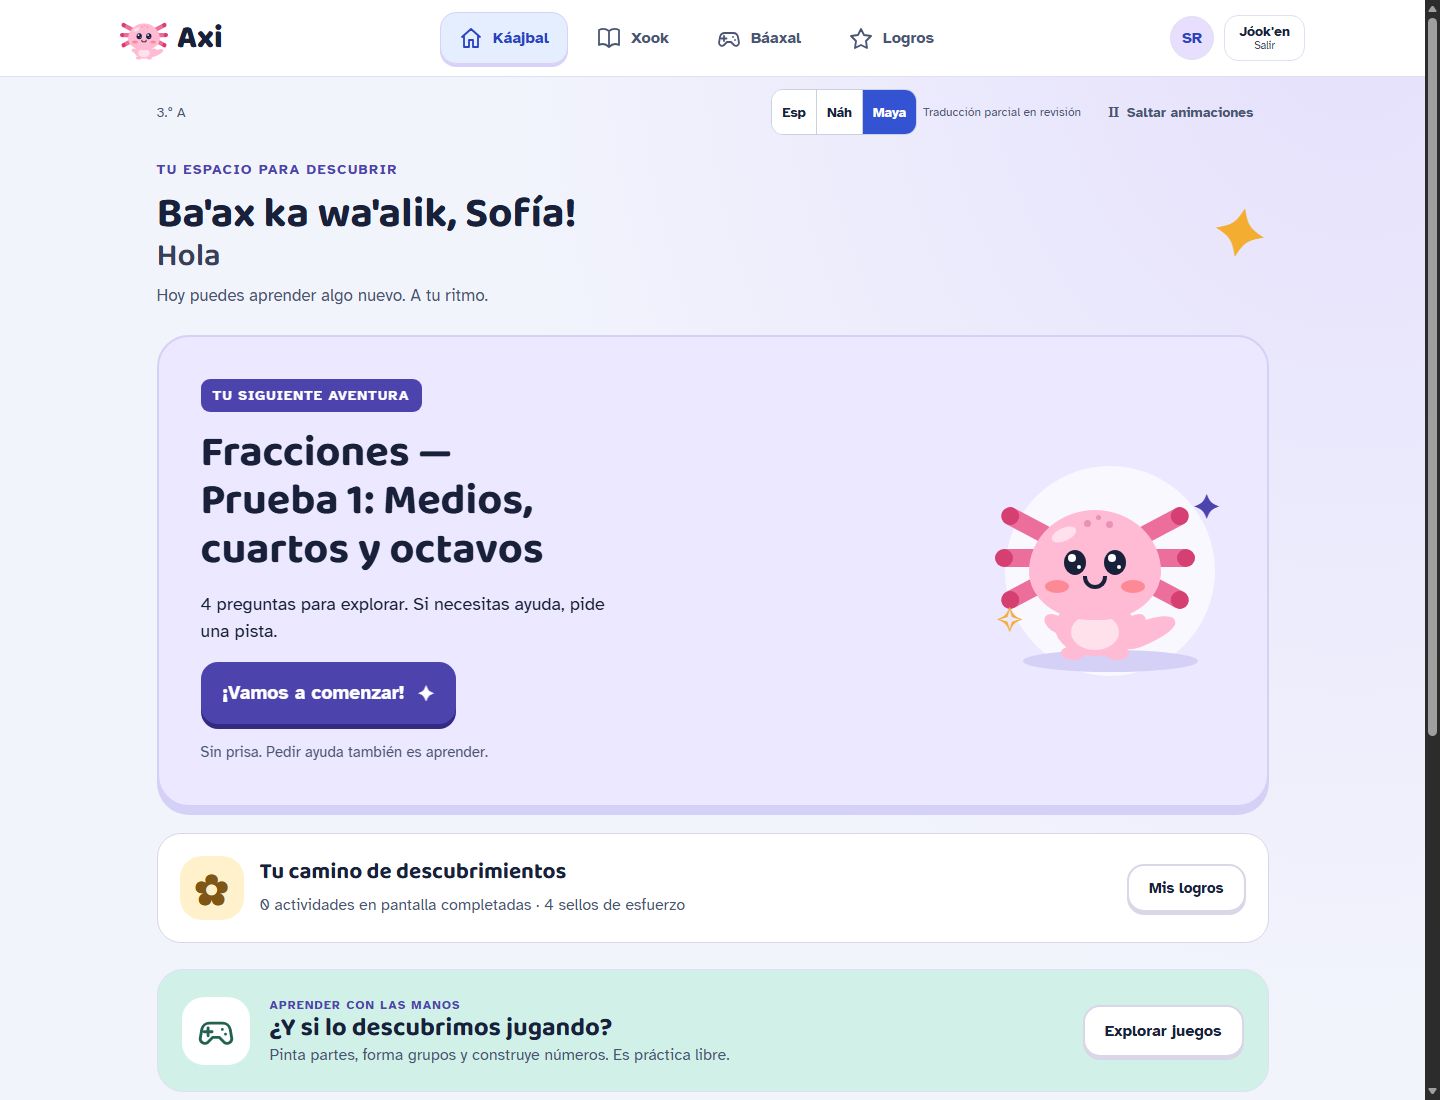 Axi
Káajbal
Xook
Báaxal
Logros
SR
Jóok'en
Salir
3.° A
Esp
Náh
Maya
Traducción parcial en revisión
Saltar animaciones
TU ESPACIO PARA DESCUBRIR
Ba'ax ka wa'alik, Sofía!
Hola
Hoy puedes aprender algo nuevo. A tu ritmo.
TU SIGUIENTE AVENTURA
Fracciones —
Prueba 1: Medios,
cuartos y octavos
4 preguntas para explorar. Si necesitas ayuda, pide
una pista.
¡Vamos a comenzar!
Sin prisa. Pedir ayuda también es aprender.
Tu camino de descubrimientos
0 actividades en pantalla completadas · 4 sellos de esfuerzo
Mis logros
APRENDER CON LAS MANOS
¿Y si lo descubrimos jugando?
Pinta partes, forma grupos y construye números. Es práctica libre.
Explorar juegos